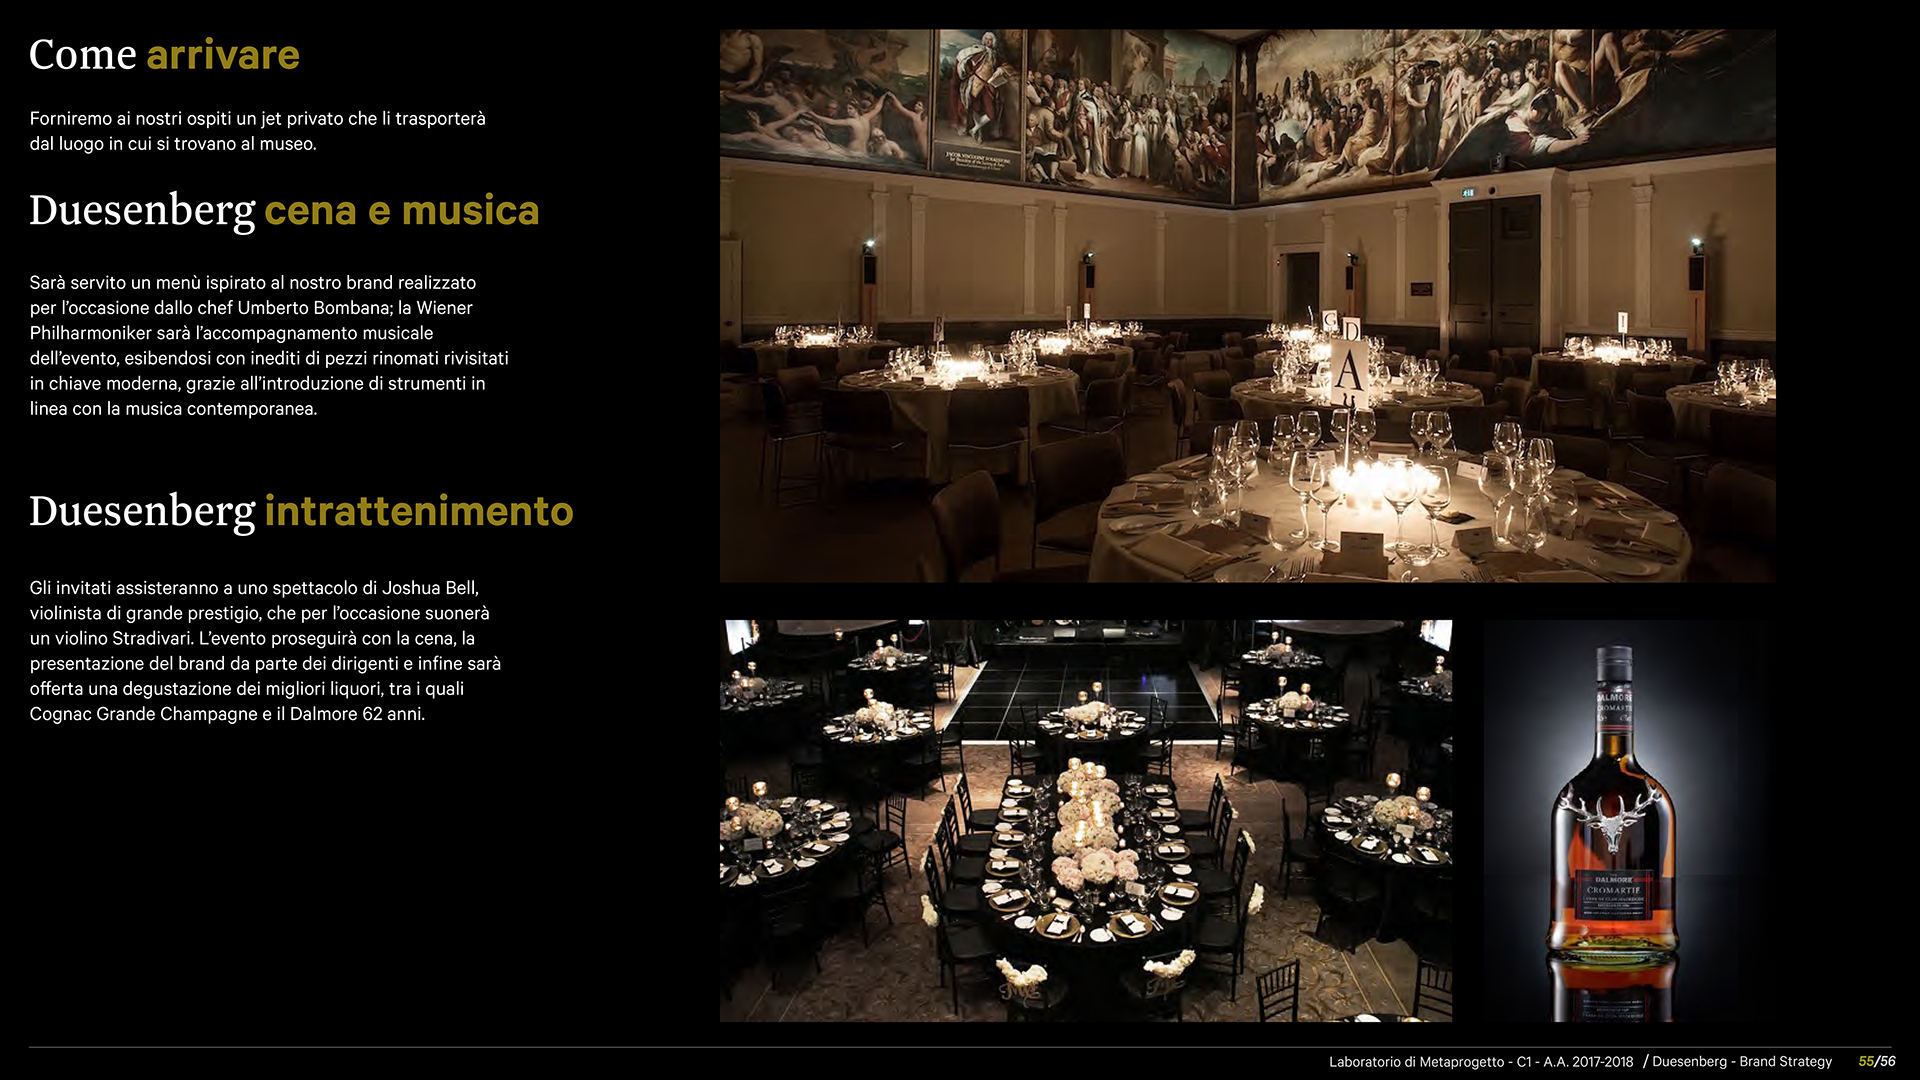 Come arrivare
Forniremo ai nostri ospiti un jet privato che li trasporterà
dal luogo in cui si trovano al museo.
Duesenberg cena e musica
Sarà servito un menù ispirato al nostro brand realizzato
per l’occasione dallo chef Umberto Bombana; la Wiener
Philharmoniker sarà l’accompagnamento musicale
dell’evento, esibendosi con inediti di pezzi rinomati rivisitati
in chiave moderna, grazie all’introduzione di strumenti in
linea con la musica contemporanea.
Duesenberg intrattenimento
Gli invitati assisteranno a uno spettacolo di Joshua Bell,
violinista di grande prestigio, che per l’occasione suonerà
un violino Stradivari. L’evento proseguirà con la cena, la
presentazione del brand da parte dei dirigenti e infine sarà
offerta una degustazione dei migliori liquori, tra i quali
Cognac Grande Champagne e il Dalmore 62 anni.
G
D
A
DALMORE
CROMARTIE
DALMORE
CROMARTIE
Laboratorio di Metaprogetto - C1 - A.A. 2017-2018 / Duesenberg - Brand Strategy 55/56